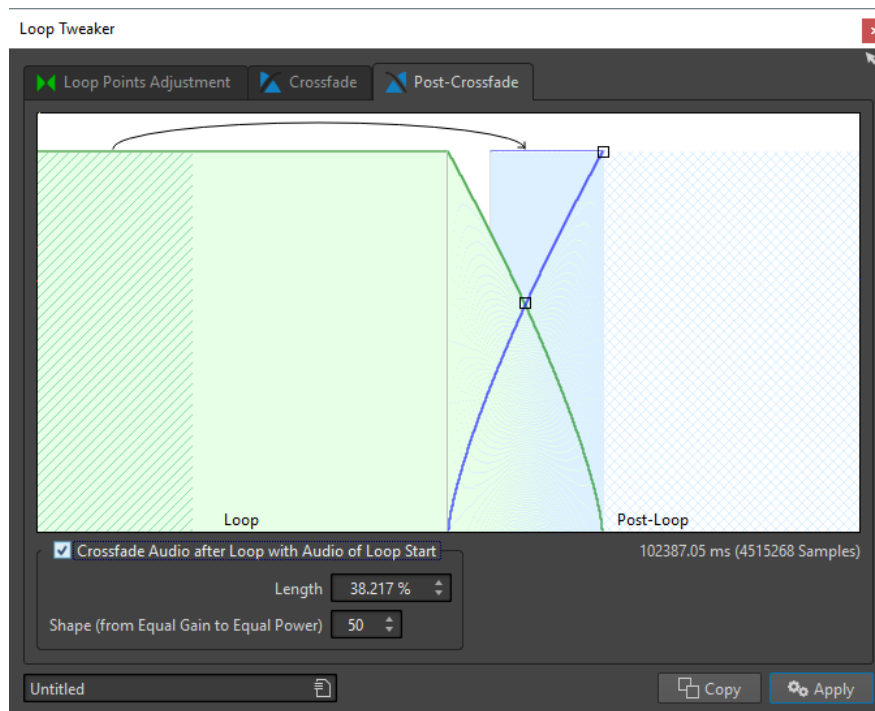 Loop Tweaker
Loop Points Adjustment
Crossfade
Post-Crossfade
Loop
Post-Loop
Crossfade Audio after Loop with Audio of Loop Start
102387.05 ms (4515268 Samples)
Length 38.217 %
Shape (from Equal Gain to Equal Power) 50
Untitled
Copy
Apply